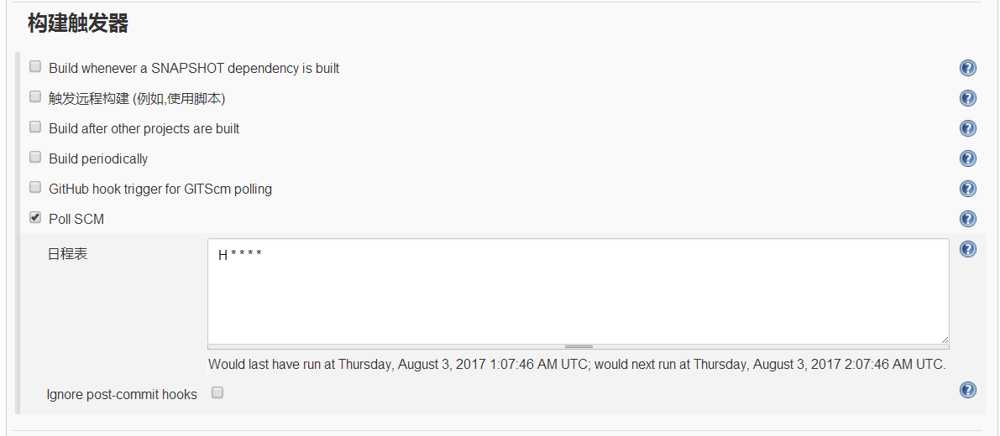 构建触发器
Build whenever a SNAPSHOT dependency is built
触发远程构建 (例如,使用脚本)
Build after other projects are built
Build periodically
GitHub hook trigger for GITScm polling
Poll SCM
日程表
H * * * *
Would last have run at Thursday, August 3, 2017 1:07:46 AM UTC; would next run at Thursday, August 3, 2017 2:07:46 AM UTC.
Ignore post-commit hooks